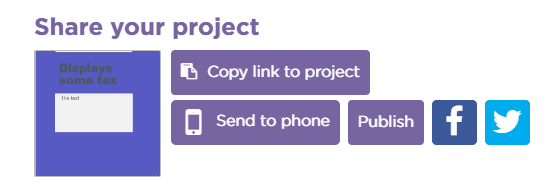 Share your project
Displays
some tex
Copy link to project
Send to phone
Publish